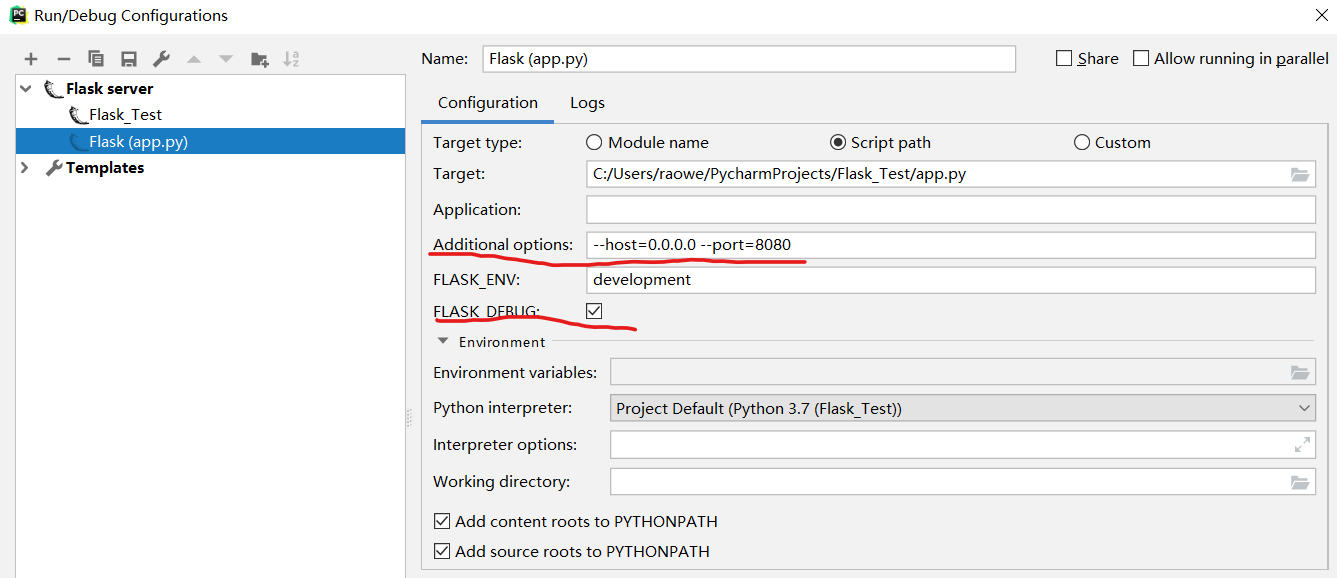 Run/Debug Configurations
Name: Flask (app.py) Share Allow running in parallel
Flask server
Flask_Test
Flask (app.py)
Templates
Configuration Logs
Target type: Module name Script path Custom
Target: C:/Users/raowe/PycharmProjects/Flask_Test/app.py
Application:
Additional options: --host=0.0.0.0 --port=8080
FLASK_ENV: development
FLASK_DEBUG:
Environment
Environment variables:
Python interpreter: Project Default (Python 3.7 (Flask_Test))
Interpreter options:
Working directory:
Add content roots to PYTHONPATH
Add source roots to PYTHONPATH